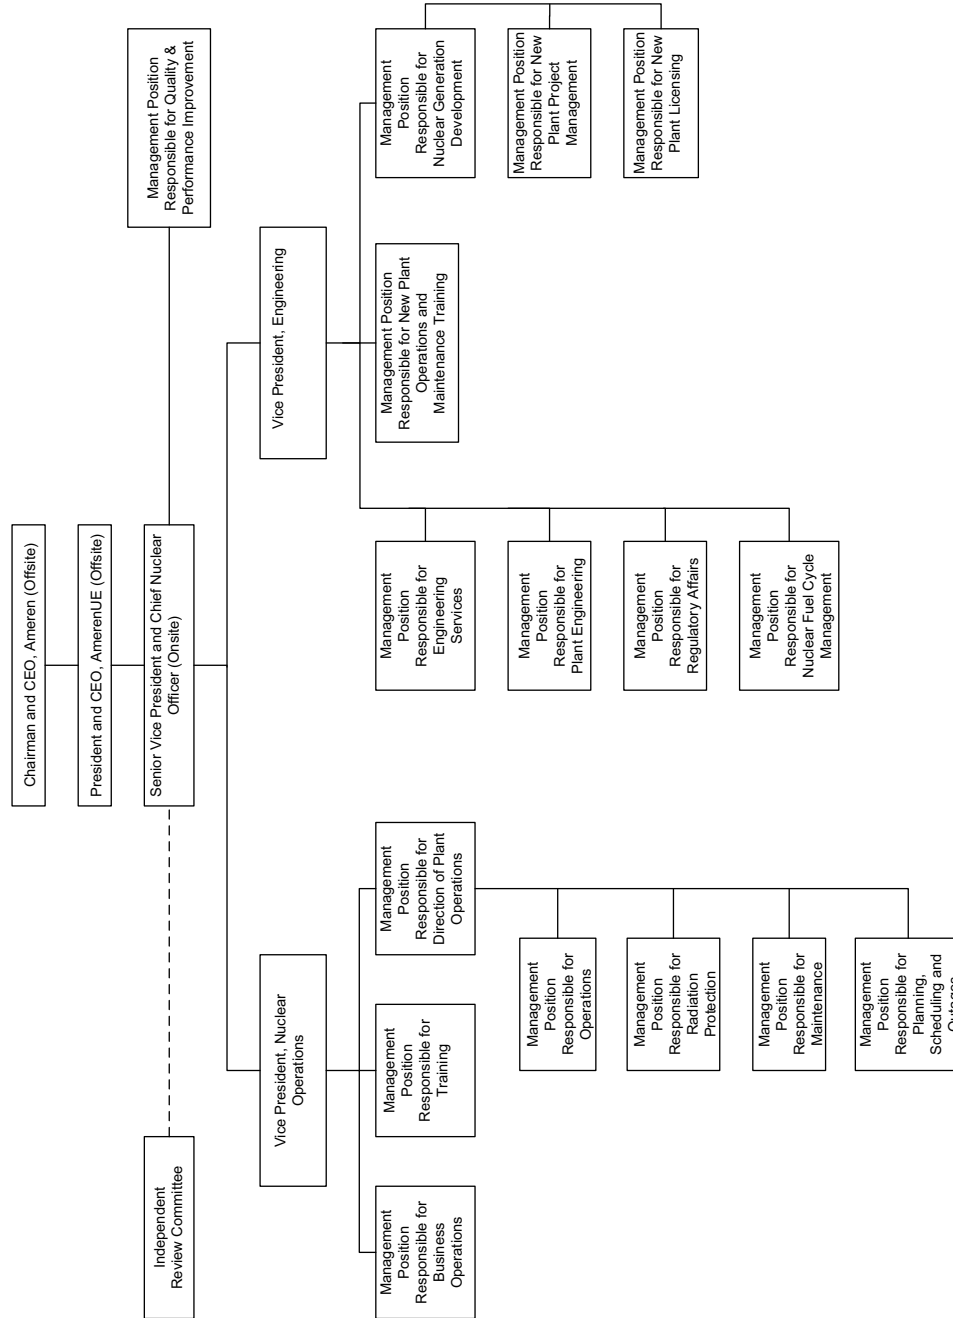 Chairman and CEO, Ameren (Offsite)
President and CEO, AmerenUE (Offsite)
Senior Vice President and Chief Nuclear
Officer (Onsite)
Independent
Review Committee
Management Position
Responsible for Quality &
Performance Improvement
Vice President, Nuclear
Operations
Vice President, Engineering
Management
Position
Responsible for
Business
Operations
Management
Position
Responsible for
Training
Management
Position
Responsible for
Direction of Plant
Operations
Management
Position
Responsible for
Engineering
Services
Management Position
Responsible for New Plant
Operations and
Maintenance Training
Management
Position
Responsible for
Nuclear Generation
Development
Management
Position
Responsible for
Operations
Management
Position
Responsible for
Plant Engineering
Management Position
Responsible for New
Plant Project
Management
Management
Position
Responsible for
Radiation
Protection
Management
Position
Responsible for
Regulatory Affairs
Management Position
Responsible for New
Plant Licensing
Management
Position
Responsible for
Maintenance
Management
Position
Responsible for
Nuclear Fuel Cycle
Management
Management
Position
Responsible for
Planning,
Scheduling and
Outages